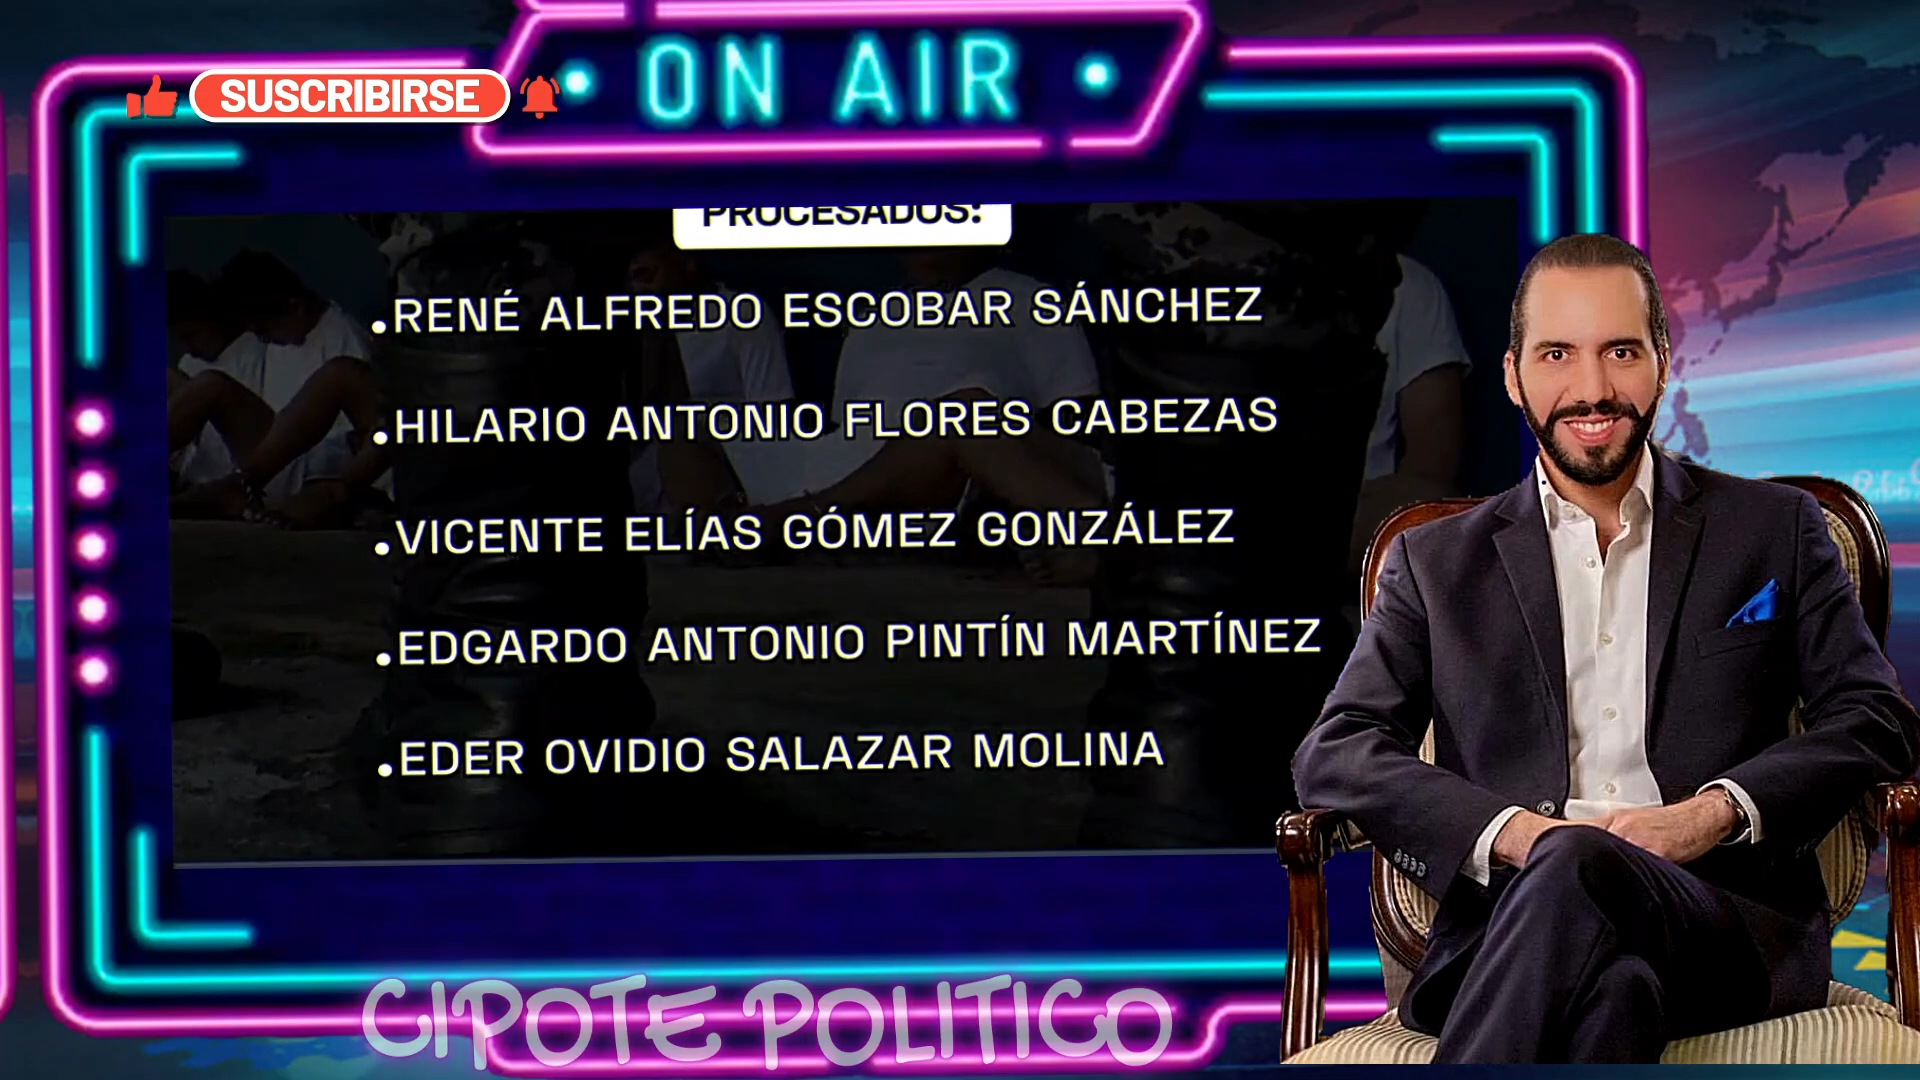 ON AIR
SUSCRIBIRSE
PROCESADOS:
.RENÉ ALFREDO ESCOBAR SÁNCHEZ
.HILARIO ANTONIO FLORES CABEZAS
.VICENTE ELÍAS GÓMEZ GONZÁLEZ
.EDGARDO ANTONIO PINTÍN MARTÍNEZ
.EDER OVIDIO SALAZAR MOLINA
CIPOTE POLITICO